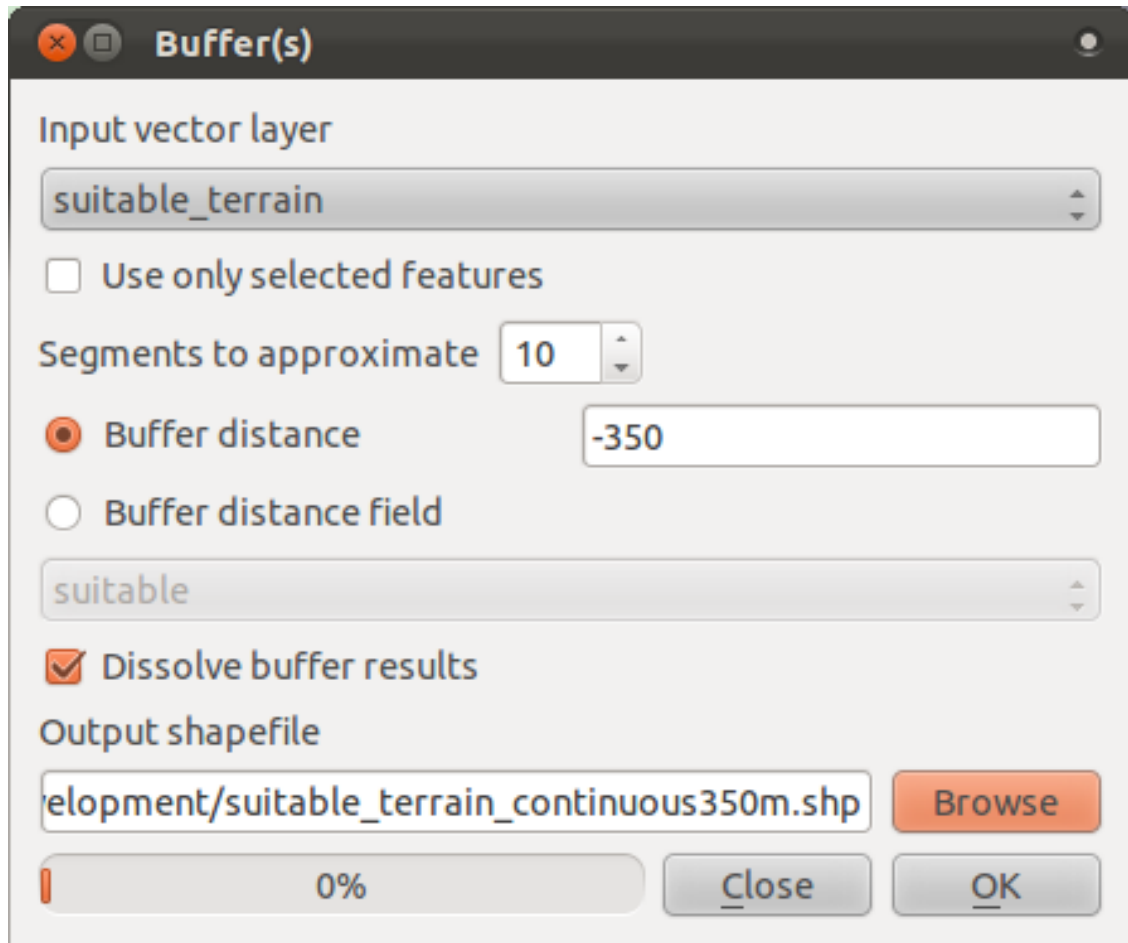 Buffer(s)
Input vector layer
suitable_terrain
Use only selected features
Segments to approximate 10
Buffer distance -350
Buffer distance field
suitable
Dissolve buffer results
Output shapefile
velopment/suitable_terrain_continuous350m.shp Browse
0% Close OK